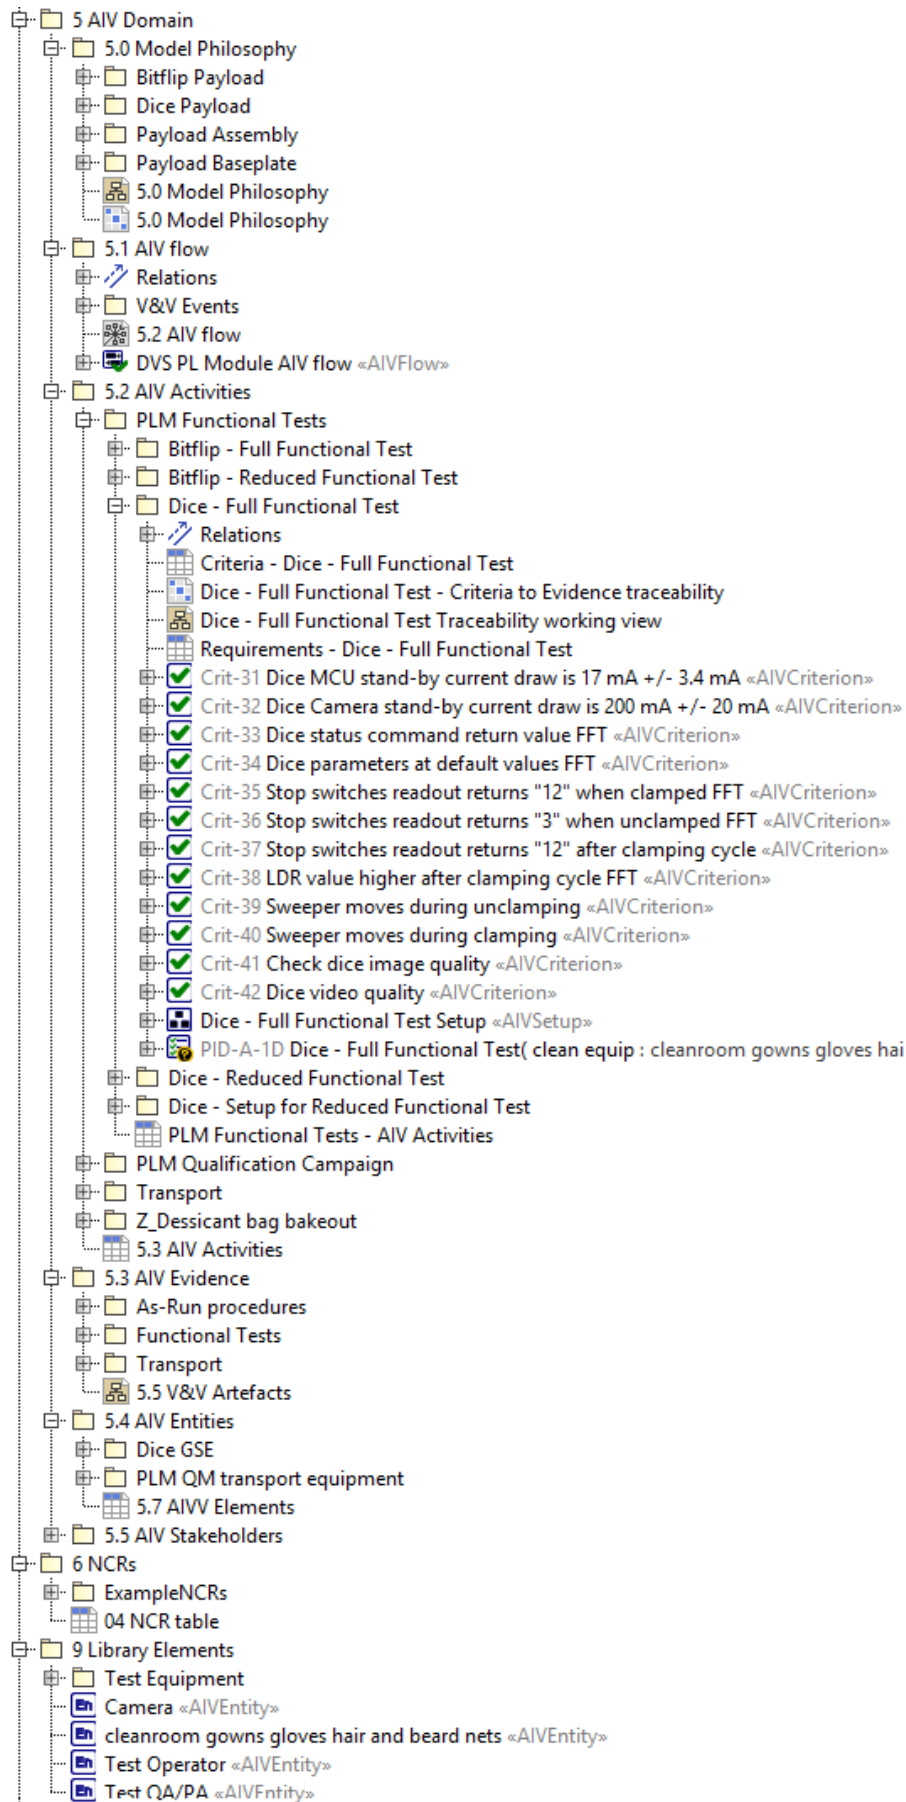 5 AIV Domain
5.0 Model Philosophy
Bitflip Payload
Dice Payload
Payload Assembly
Payload Baseplate
5.0 Model Philosophy
5.0 Model Philosophy
5.1 AIV flow
Relations
V&V Events
5.2 AIV flow
DVS PL Module AIV flow «AIVFlow»
5.2 AIV Activities
PLM Functional Tests
Bitflip - Full Functional Test
Bitflip - Reduced Functional Test
Dice - Full Functional Test
Relations
Criteria - Dice - Full Functional Test
Dice - Full Functional Test - Criteria to Evidence traceability
Dice - Full Functional Test Traceability working view
Requirements - Dice - Full Functional Test
Crit-31 Dice MCU stand-by current draw is 17 mA +/- 3.4 mA «AIVCriterion»
Crit-32 Dice Camera stand-by current draw is 200 mA +/- 20 mA «AIVCriterion»
Crit-33 Dice status command return value FFT «AIVCriterion»
Crit-34 Dice parameters at default values FFT «AIVCriterion»
Crit-35 Stop switches readout returns "12" when clamped FFT «AIVCriterion»
Crit-36 Stop switches readout returns "3" when unclamped FFT «AIVCriterion»
Crit-37 Stop switches readout returns "12" after clamping cycle «AIVCriterion»
Crit-38 LDR value higher after clamping cycle FFT «AIVCriterion»
Crit-39 Sweeper moves during unclamping «AIVCriterion»
Crit-40 Sweeper moves during clamping «AIVCriterion»
Crit-41 Check dice image quality «AIVCriterion»
Crit-42 Dice video quality «AIVCriterion»
Dice - Full Functional Test Setup «AIVSetup»
PID-A-1D Dice - Full Functional Test( clean equip : cleanroom gowns gloves hai
Dice - Reduced Functional Test
Dice - Setup for Reduced Functional Test
PLM Functional Tests - AIV Activities
PLM Qualification Campaign
Transport
Z_Dessicant bag bakeout
5.3 AIV Activities
5.3 AIV Evidence
As-Run procedures
Functional Tests
Transport
5.5 V&V Artefacts
5.4 AIV Entities
Dice GSE
PLM QM transport equipment
5.7 AIVV Elements
5.5 AIV Stakeholders
6 NCRs
ExampleNCRs
04 NCR table
9 Library Elements
Test Equipment
Camera «AIVEntity»
cleanroom gowns gloves hair and beard nets «AIVEntity»
Test Operator «AIVEntity»
Test QA/PA «AIVEntity»